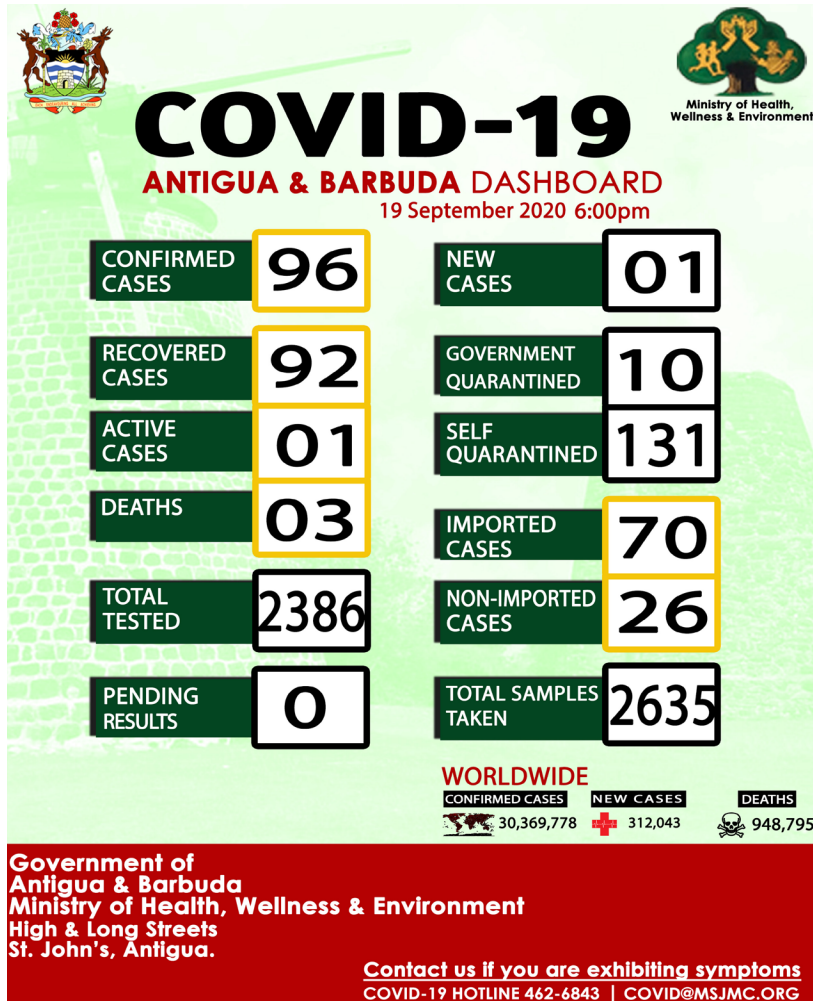 Ministry of Health,
Wellness & Environment
COVID-19
ANTIGUA & BARBUDA DASHBOARD
19 September 2020 6:00pm
CONFIRMED
CASES
96
RECOVERED
CASES
92
ACTIVE
CASES
01
DEATHS
03
TOTAL
TESTED
2386
PENDING
RESULTS
0
NEW
CASES
01
GOVERNMENT
QUARANTINED
10
SELF
QUARANTINED
131
IMPORTED
CASES
70
NON-IMPORTED
CASES
26
TOTAL SAMPLES
TAKEN
2635
WORLDWIDE
CONFIRMED CASES
30,369,778
NEW CASES
312,043
DEATHS
948,795
Government of
Antigua & Barbuda
Ministry of Health, Wellness & Environment
High & Long Streets
St. John's, Antigua.
Contact us if you are exhibiting symptoms
COVID-19 HOTLINE 462-6843 | COVID@MSJMC.ORG